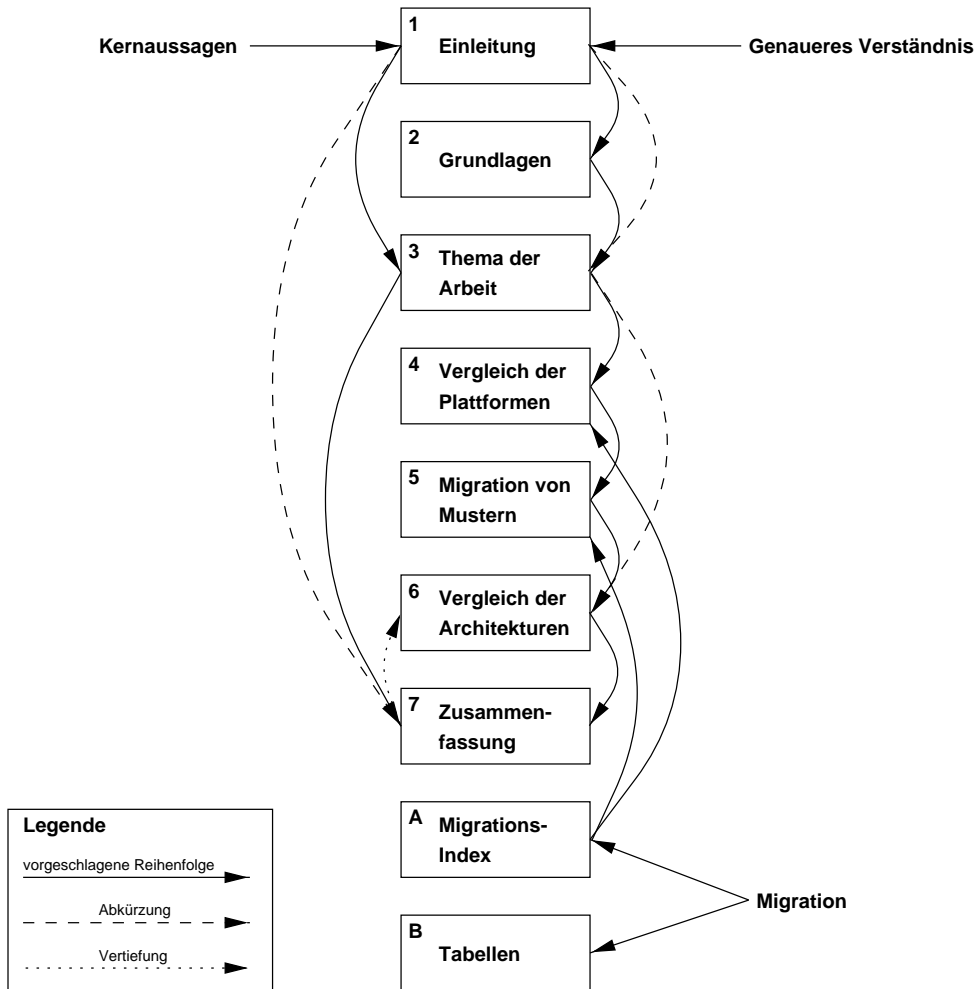 1
Einleitung
Kernaussagen
Genaueres Verständnis
2
Grundlagen
3
Thema der
Arbeit
4
Vergleich der
Plattformen
5
Migration von
Mustern
6
Vergleich der
Architekturen
7
Zusammen-
fassung
A
Migrations-
Index
Migration
B
Tabellen
Legende
vorgeschlagene Reihenfolge
Abkürzung
Vertiefung